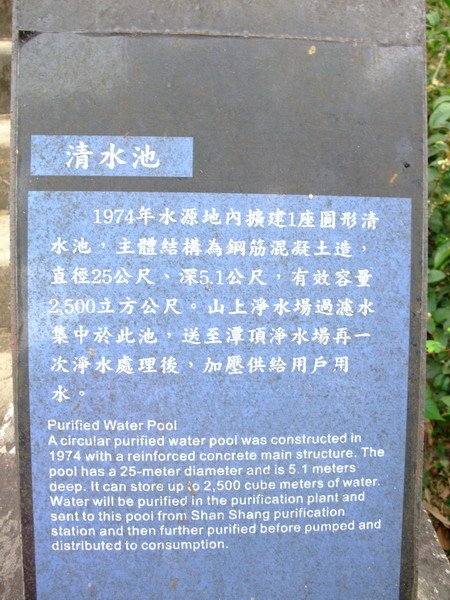 清水池
1974年水源地內擴建1座圓形清
水池，主體結構為鋼筋混凝土造，
直徑25公尺、深5.1公尺，有效容量
2,500立方公尺。山上淨水場過濾水
集中於此池，送至潭頂淨水場再一
次淨水處理後，加壓供給用戶用
水。
Purified Water Pool
A circular purified water pool was constructed in
1974 with a reinforced concrete main structure. The
pool has a 25-meter diameter and is 5.1 meters
deep. It can store up to 2,500 cube meters of water.
Water will be purified in the purification plant and
sent to this pool from Shan Shang purification
station and then further purified before pumped and
distributed to consumption.